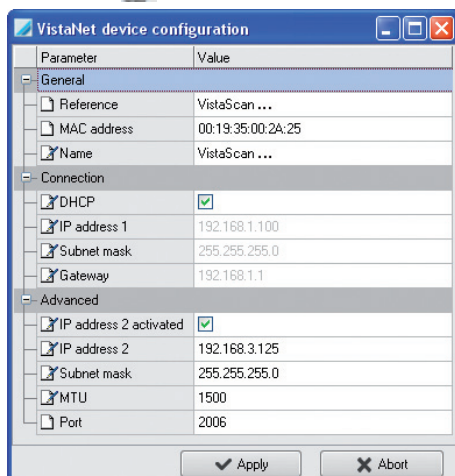 VistaNet device configuration
Parameter Value
General
Reference VistaScan ...
MAC address 00:19:35:00:2A:25
Name VistaScan ...
Connection
DHCP
IP address 1 192.168.1.100
Subnet mask 255.255.255.0
Gateway 192.168.1.1
Advanced
IP address 2 activated
IP address 2 192.168.3.125
Subnet mask 255.255.255.0
MTU 1500
Port 2006
Apply Abort